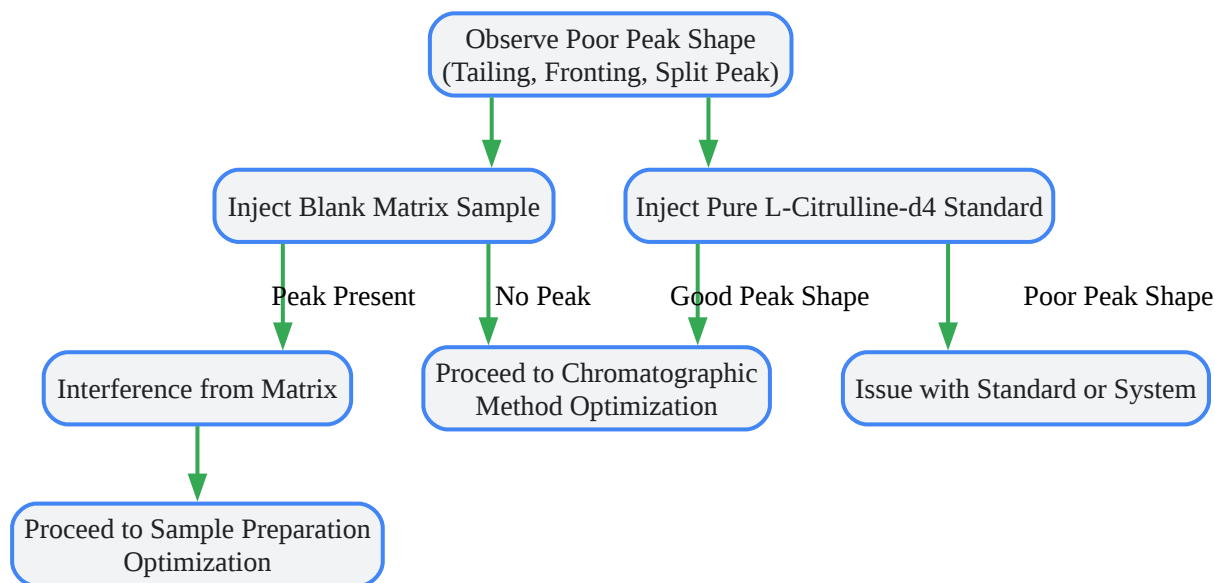 Observe Poor Peak Shape
(Tailing, Fronting, Split Peak)
Inject Blank Matrix Sample
Inject Pure L-Citrulline-d4 Standard
Peak Present
No Peak
Good Peak Shape
Poor Peak Shape
Interference from Matrix
Proceed to Chromatographic
Method Optimization
Issue with Standard or System
Proceed to Sample Preparation
Optimization